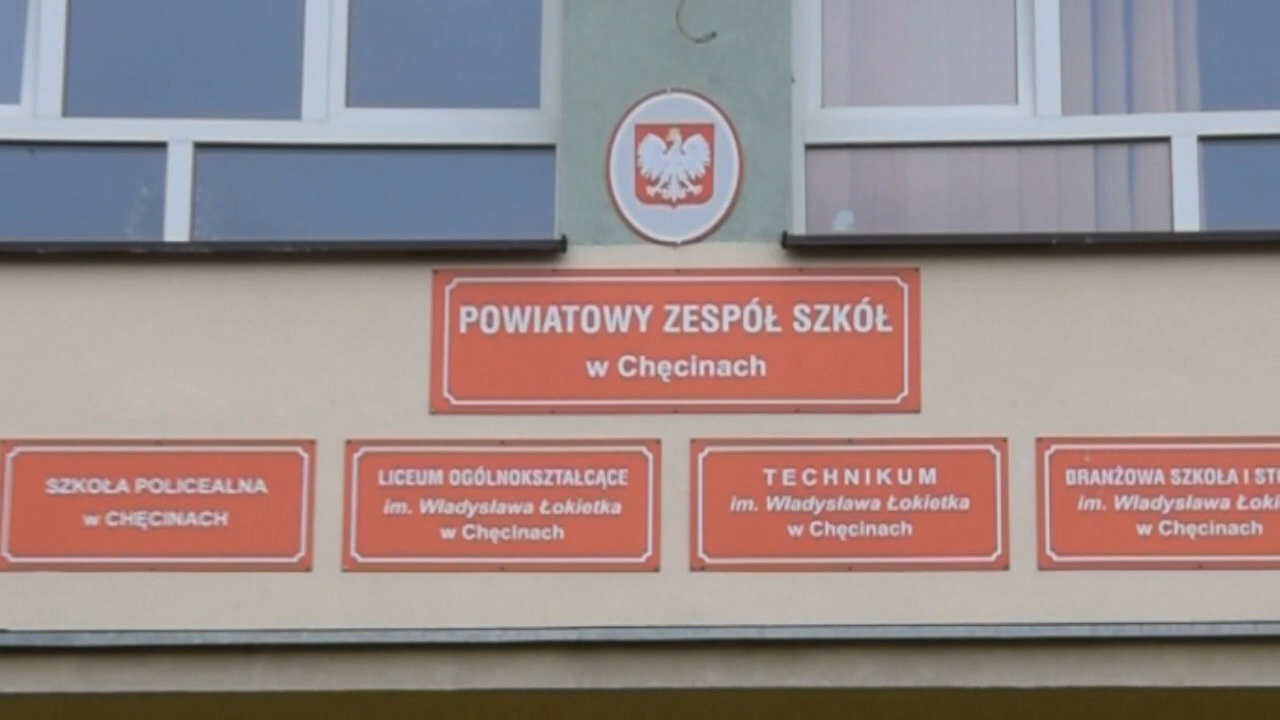 POWIATOWY ZESPÓŁ SZKÓŁ
w Chęcinach
SZKOŁA POLICEALNA
w CHĘCINACH
LICEUM OGÓLNOKSZTAŁCĄCE
im. Władysława Łokietka
w Chęcinach
TECHNIKUM
im. Władysława Łokietka
w Chęcinach
BRANŻOWA SZKOŁA I
im. Władysława
w Chęcinach